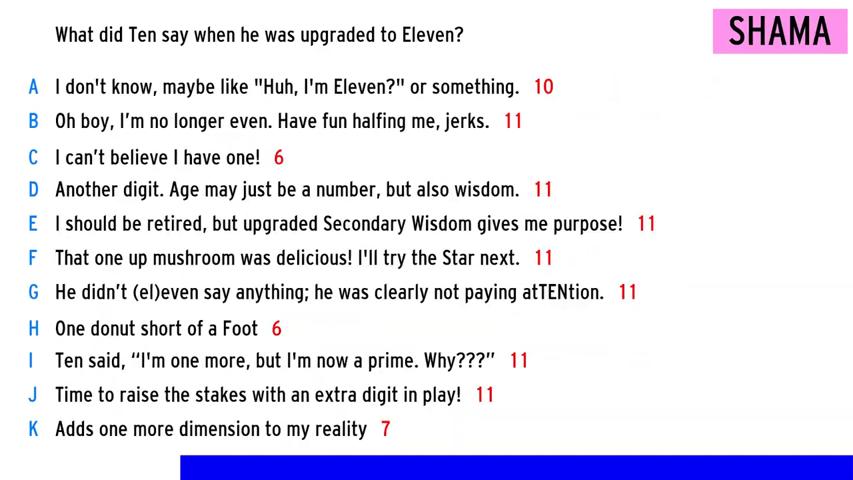 What did Ten say when he was upgraded to Eleven?
SHAMA
A I don't know, maybe like "Huh, I'm Eleven?" or something. 10
B Oh boy, I’m no longer even. Have fun halfing me, jerks. 11
C I can’t believe I have one! 6
D Another digit. Age may just be a number, but also wisdom. 11
E I should be retired, but upgraded Secondary Wisdom gives me purpose! 11
F That one up mushroom was delicious! I'll try the Star next. 11
G He didn’t (el)even say anything; he was clearly not paying atTENtion. 11
H One donut short of a Foot 6
I Ten said, “I'm one more, but I'm now a prime. Why???” 11
J Time to raise the stakes with an extra digit in play! 11
K Adds one more dimension to my reality 7